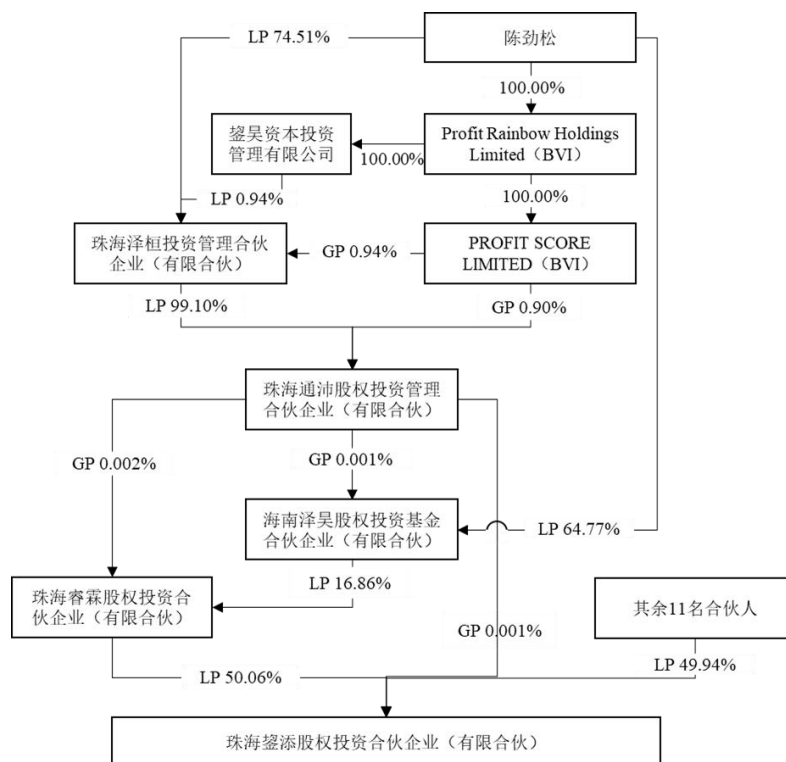 LP 74.51%
陈劲松
100.00%
鋆昊资本投资
管理有限公司
100.00%
Profit Rainbow Holdings
Limited（BVI）
LP 0.94%
100.00%
珠海泽桓投资管理合伙
企业（有限合伙）
GP 0.94%
PROFIT SCORE
LIMITED（BVI）
LP 99.10%
GP 0.90%
珠海通沛股权投资管理
合伙企业（有限合伙）
GP 0.002%
GP 0.001%
海南泽昊股权投资基金
合伙企业（有限合伙）
LP 64.77%
LP 16.86%
珠海睿霖股权投资合
伙企业（有限合伙）
其余11名合伙人
GP 0.001%
LP 49.94%
LP 50.06%
珠海鋆添股权投资合伙企业（有限合伙）